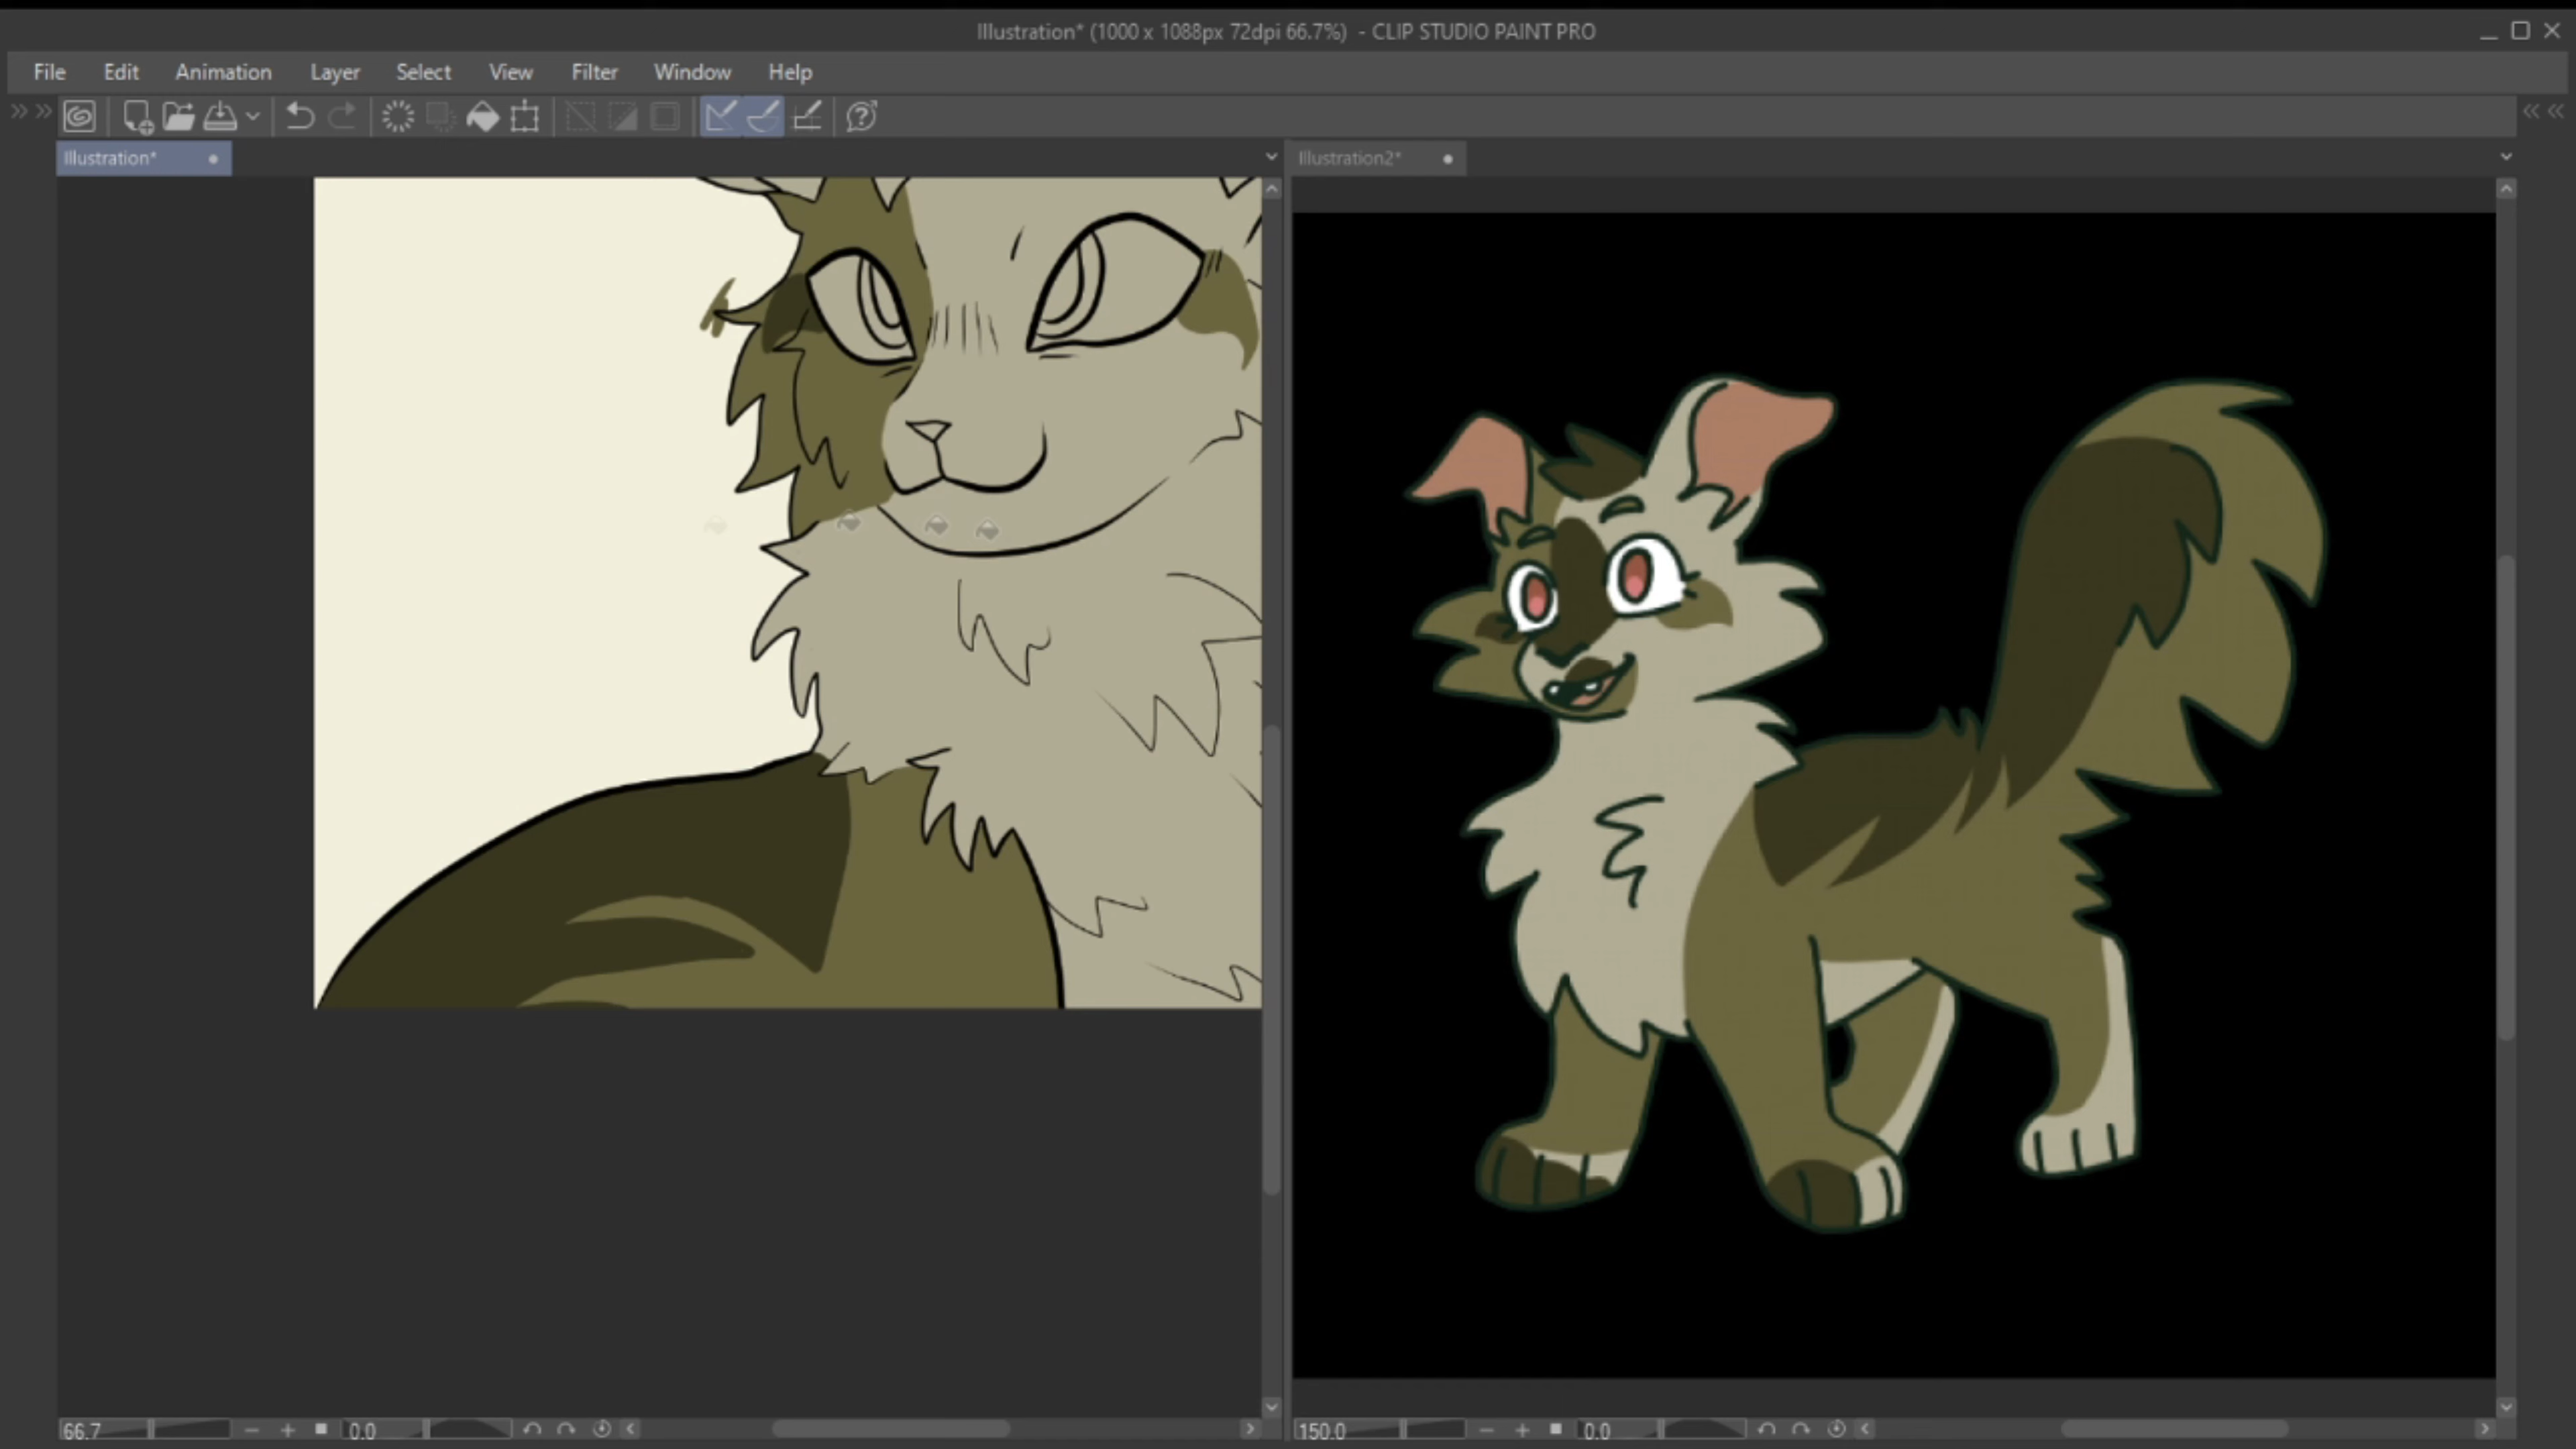 Illustration* (1000 x 1088px 72dpi 66.7%) - CLIP STUDIO PAINT PRO
File Edit Animation Layer Select View Filter Window Help
Illustration*
Illustration2*
66.7
0.0
150.0
0.0